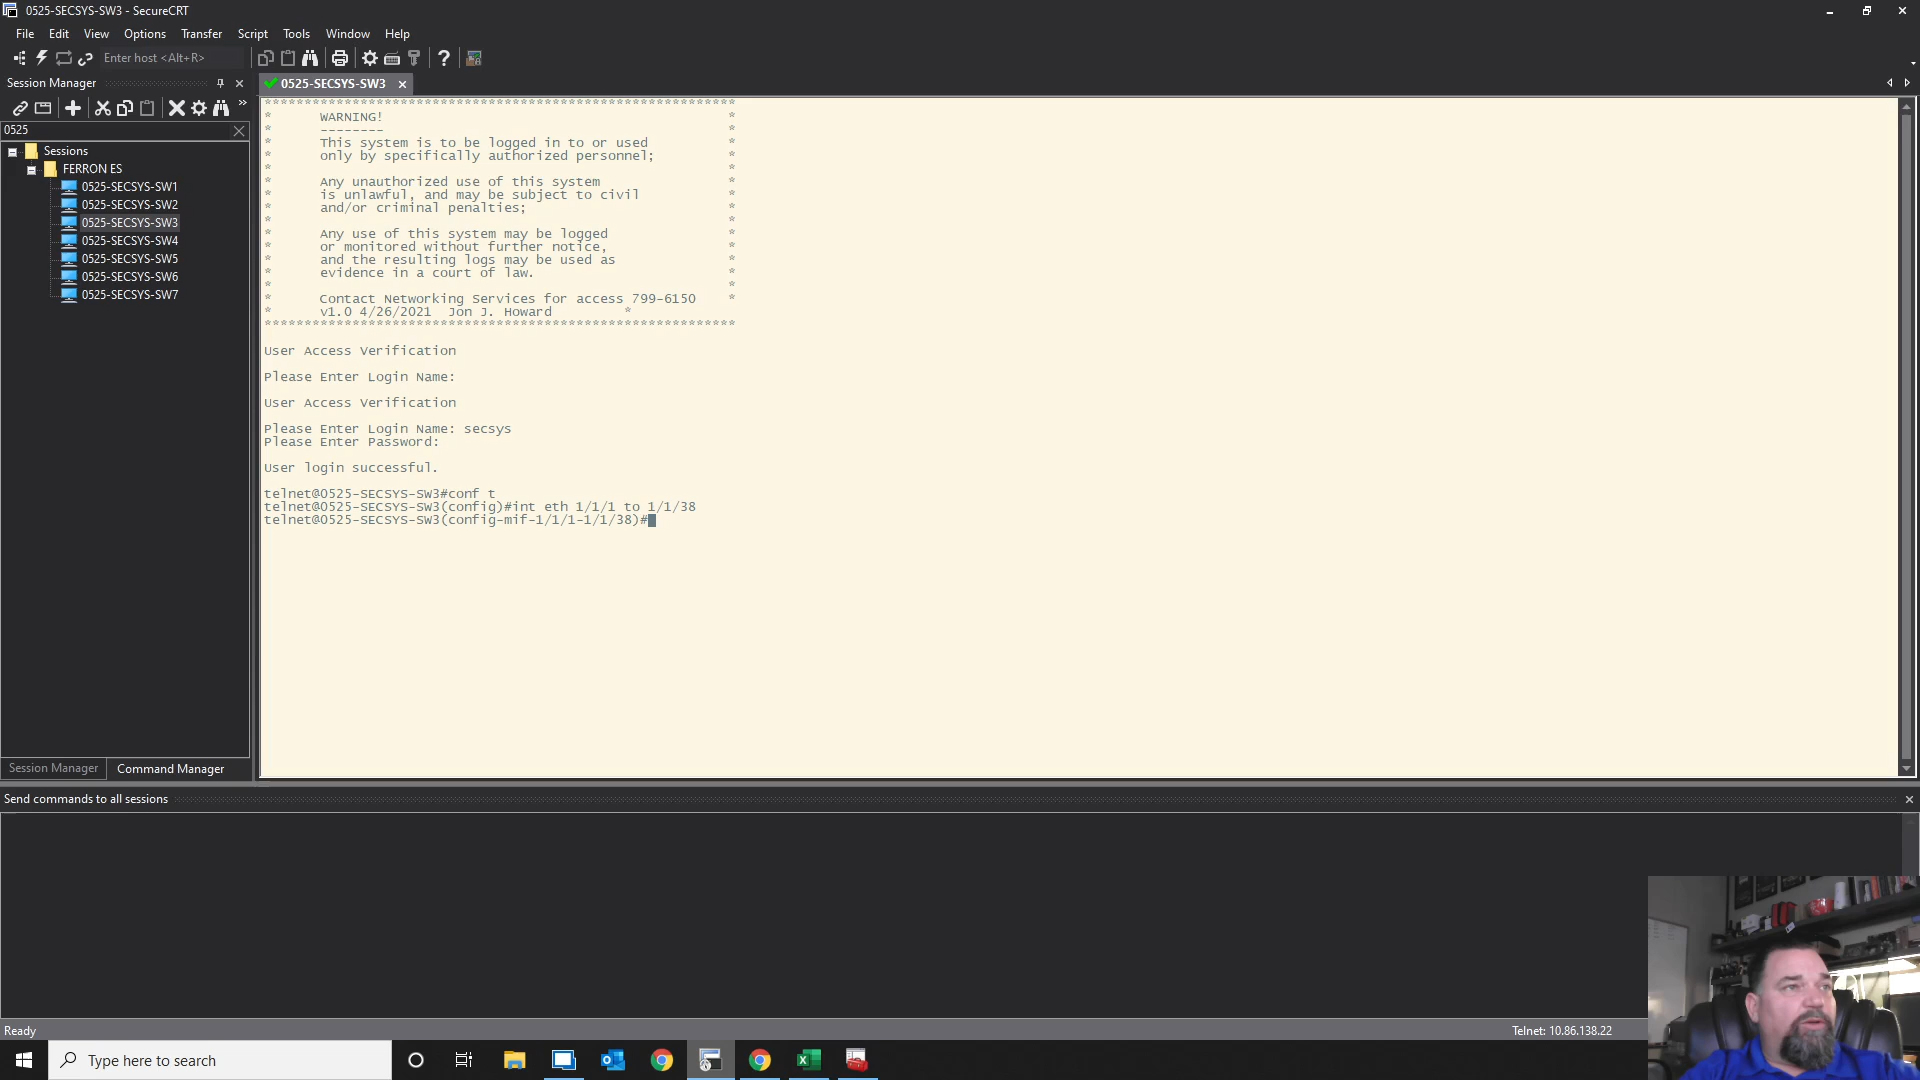 0525-SECSYS-SW3 - SecureCRT
File Edit View Options Transfer Script Tools Window Help
Enter host <Alt+R>
Session Manager
0525-SECSYS-SW3
0525
Sessions
FERRON ES
0525-SECSYS-SW1
0525-SECSYS-SW2
0525-SECSYS-SW3
0525-SECSYS-SW4
0525-SECSYS-SW5
0525-SECSYS-SW6
0525-SECSYS-SW7
Session Manager Command Manager
***********************************************************
* WARNING! *
* -------- *
* This system is to be logged in to or used *
* only by specifically authorized personnel; *
* *
* Any unauthorized use of this system *
* is unlawful, and may be subject to civil *
* and/or criminal penalties; *
* *
* Any use of this system may be logged *
* or monitored without further notice, *
* and the resulting logs may be used as *
* evidence in a court of law. *
* *
* Contact Networking Services for access 799-6150 *
* v1.0 4/26/2021 Jon J. Howard *
***********************************************************
User Access Verification
Please Enter Login Name:
User Access Verification
Please Enter Login Name: secsys
Please Enter Password:
User login successful.
telnet@0525-SECSYS-SW3#conf t
telnet@0525-SECSYS-SW3(config)#int eth 1/1/1 to 1/1/38
telnet@0525-SECSYS-SW3(config-mif-1/1/1-1/1/38)#
Send commands to all sessions
Ready
Telnet: 10.86.138.22
Type here to search